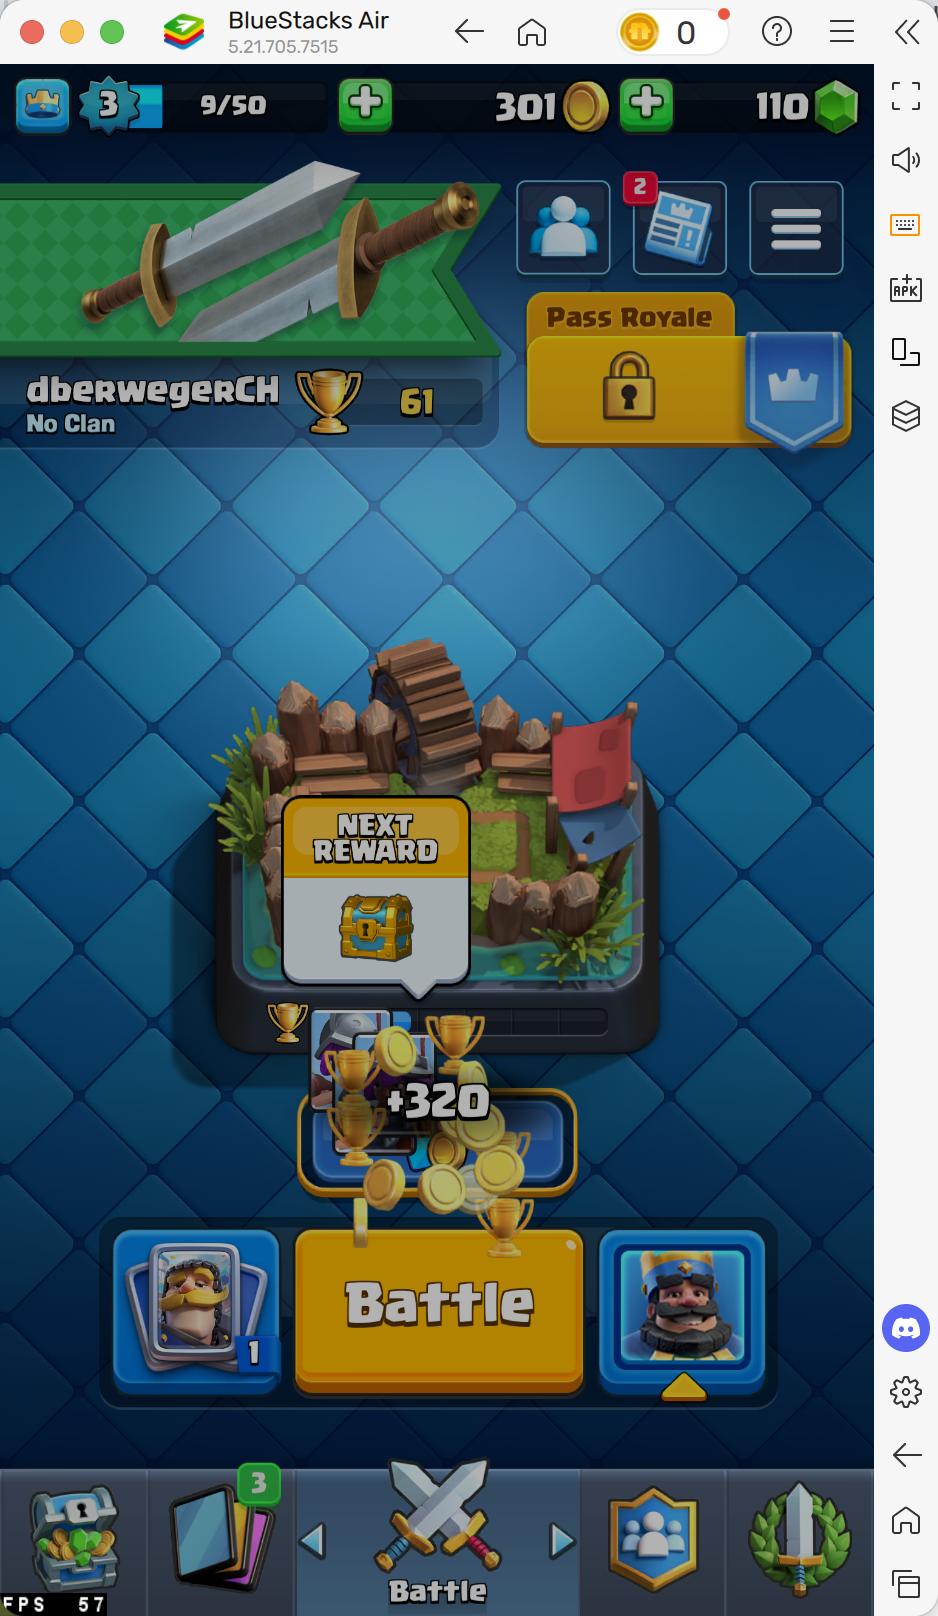 BlueStacks Air
5.21.705.7515
0
3
9/50
301
110
2
Pass Royale
dberwegerCH
61
No Clan
NEXT
REWARD
+320
Battle
1
3
Battle
FPS 57
APK